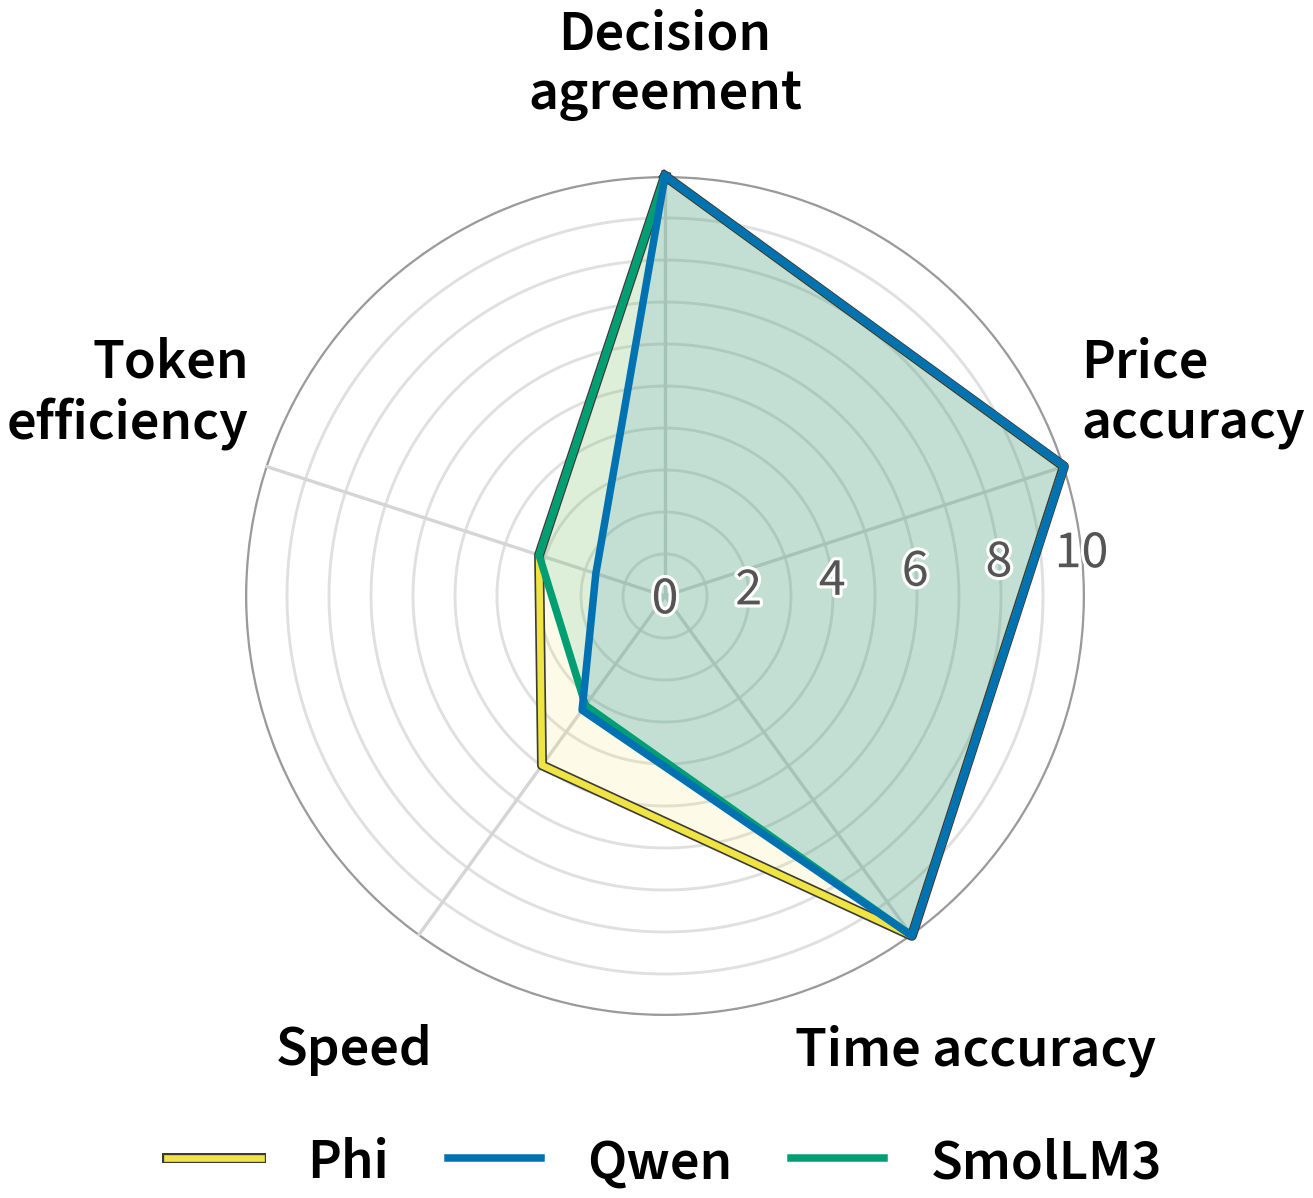 Decision
agreement
Token
efficiency
Price
accuracy
0 2 4 6 8 10
Speed
Time accuracy
Phi Qwen SmolLM3